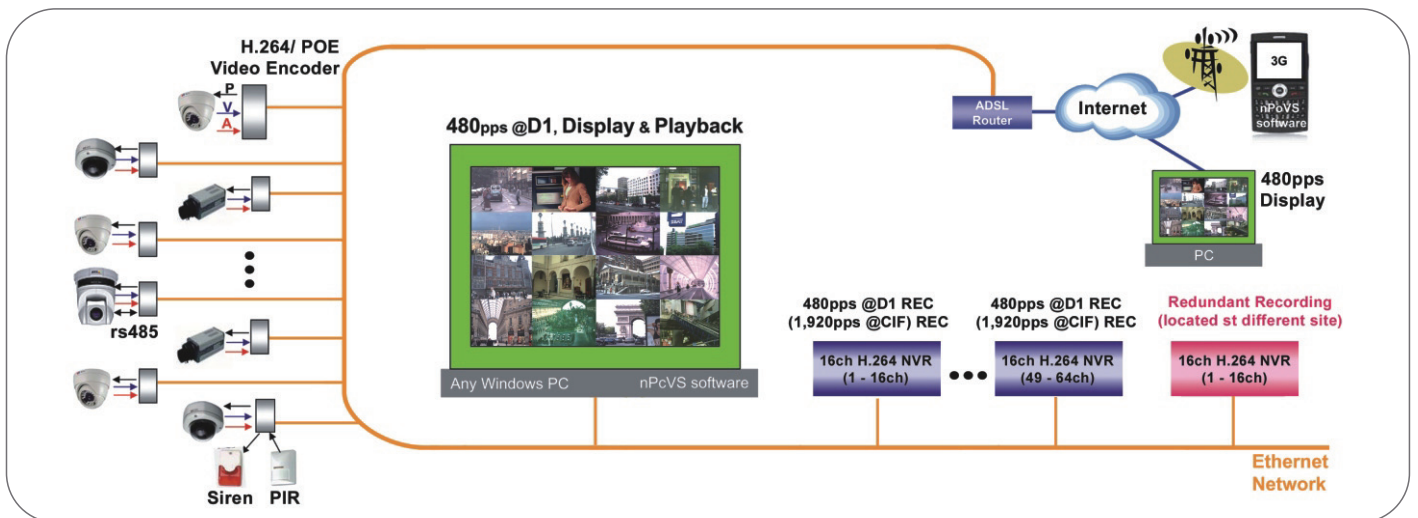 H.264/ POE
Video Encoder
P
V
A
rs485
Siren
PIR
480pps @D1, Display & Playback
Any Windows PC
nPcVS software
ADSL
Router
Internet
3G
nPoVS
software
480pps
Display
PC
480pps @D1 REC
(1,920pps @CIF) REC
16ch H.264 NVR
(1 - 16ch)
480pps @D1 REC
(1,920pps @CIF) REC
16ch H.264 NVR
(49 - 64ch)
Redundant Recording
(located st different site)
16ch H.264 NVR
(1 - 16ch)
Ethernet
Network